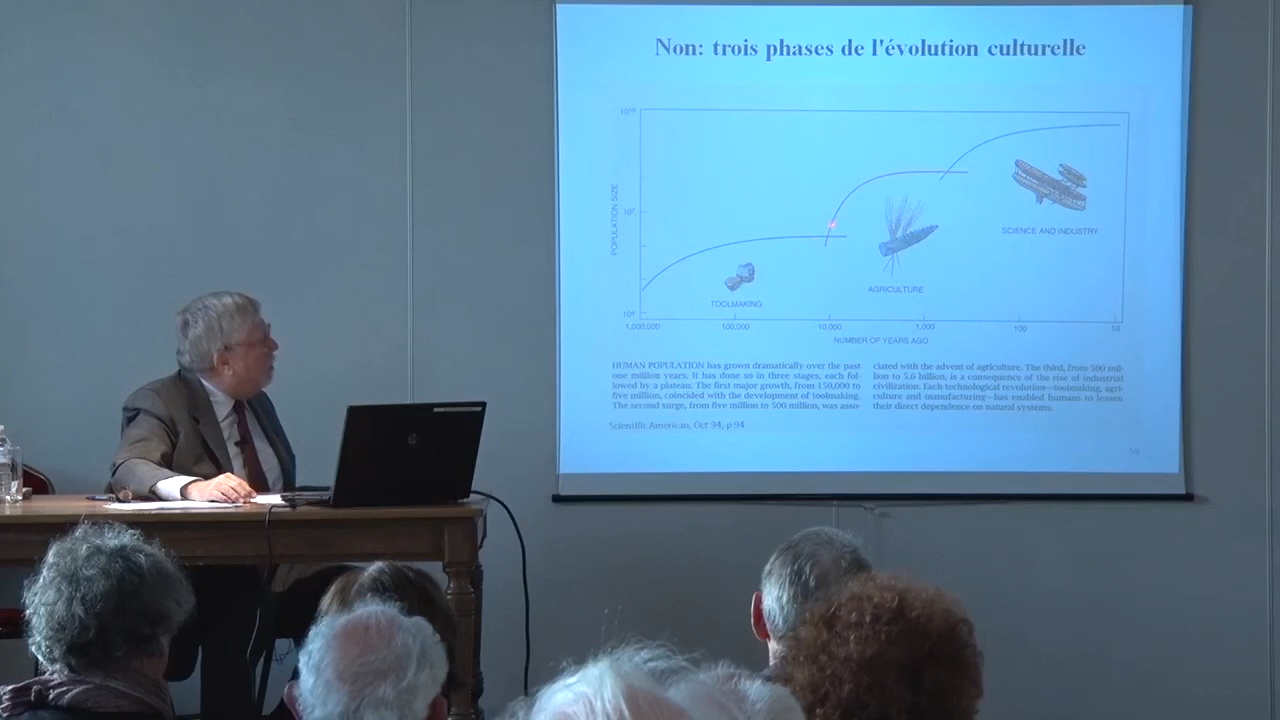 Non: trois phases de l'évolution culturelle
10¹⁰
10⁷
POPULATION SIZE
SCIENCE AND INDUSTRY
AGRICULTURE
TOOLMAKING
1,000,000 100,000 10,000 1,000 100 10
NUMBER OF YEARS AGO
HUMAN POPULATION has grown dramatically over the past
one million years. It has done so in three stages, each fol-
lowed by a plateau. The first major growth, from 150,000 to
five million, coincided with the development of toolmaking.
The second surge, from five million to 500 million, was asso-
ciated with the advent of agriculture. The third, from 500 mil-
lion to 5.6 billion, is a consequence of the rise of industrial
civilization. Each technological revolution—toolmaking, agri-
culture and manufacturing—has enabled humans to lessen
their direct dependence on natural systems.
Scientific American, Oct 94, p 94